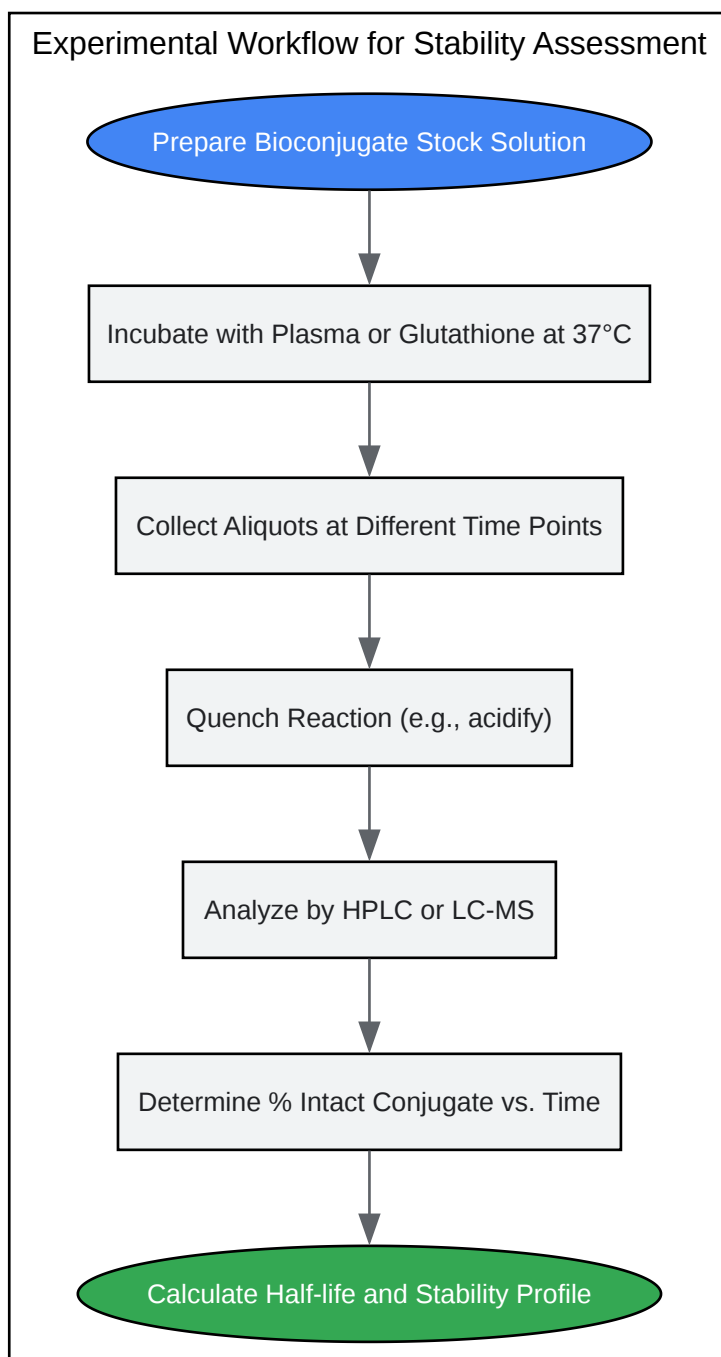 Experimental Workflow for Stability Assessment
Prepare Bioconjugate Stock Solution
Incubate with Plasma or Glutathione at 37°C
Collect Aliquots at Different Time Points
Quench Reaction (e.g., acidify)
Analyze by HPLC or LC-MS
Determine % Intact Conjugate vs. Time
Calculate Half-life and Stability Profile